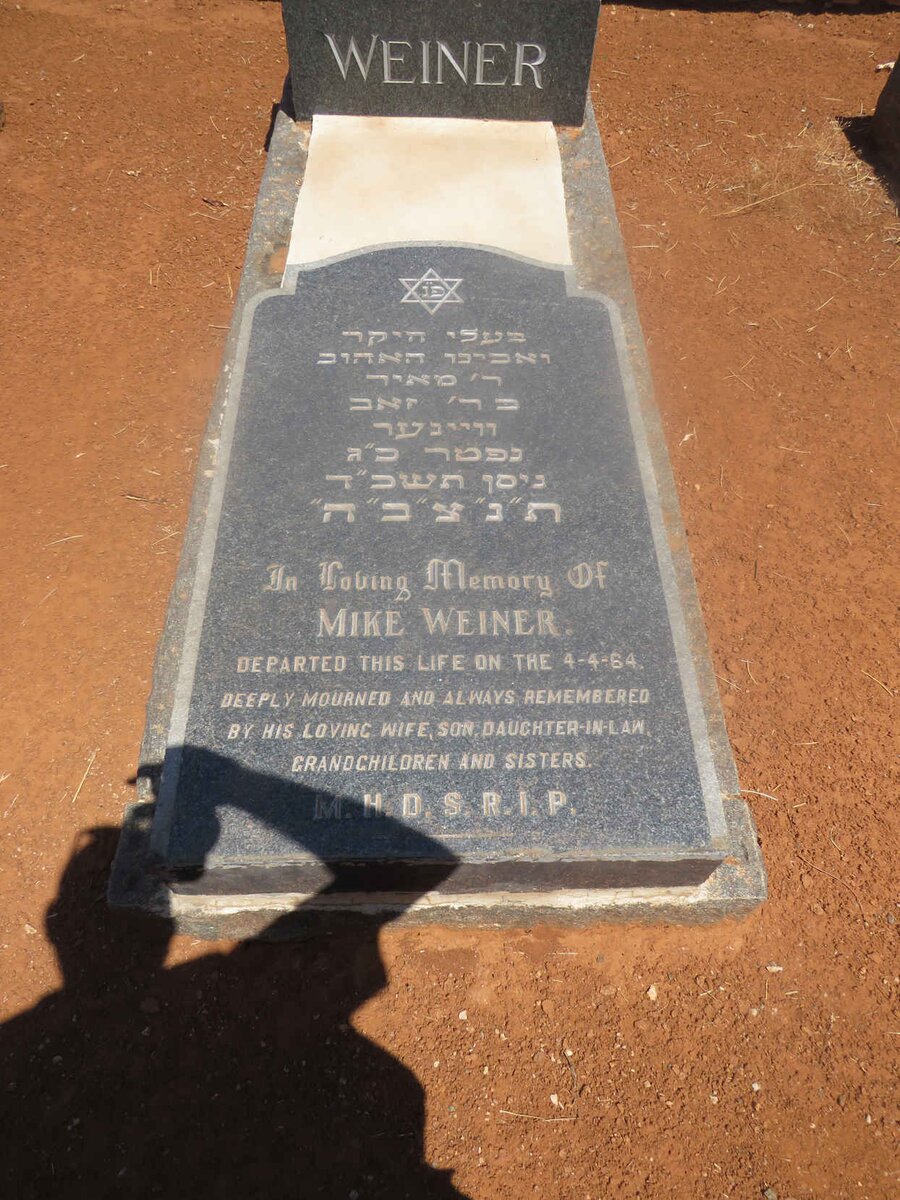 WEINER
פ"נ
בעלי היקר
ואבינו האהוב
ר' מאיר
ב ר' זאב
וויינער
נפטר כ"ג
ניסן תשכ"ד
ת"נ"צ"ב"ה"
In Loving Memory Of
MIKE WEINER.
DEPARTED THIS LIFE ON THE 4-4-64.
DEEPLY MOURNED AND ALWAYS REMEMBERED
BY HIS LOVING WIFE, SON, DAUGHTER-IN-LAW,
GRANDCHILDREN AND SISTERS.
M.H.D.S.R.I.P.